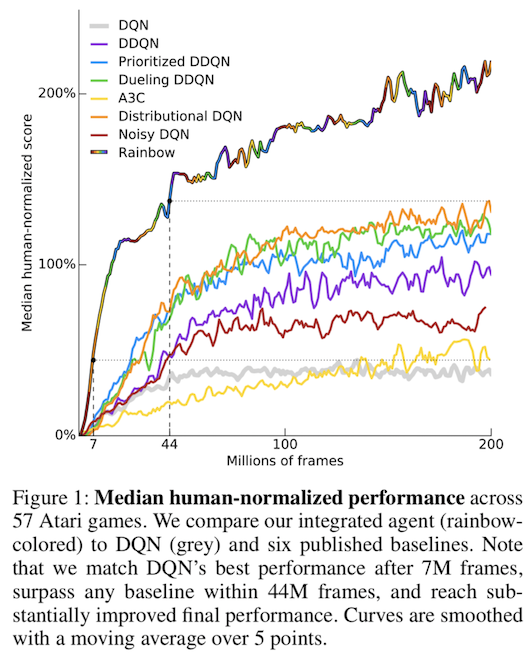 DQN
DDQN
Prioritized DDQN
Dueling DDQN
A3C
Distributional DQN
Noisy DQN
Rainbow
Median human-normalized score
200%
100%
0%
7
44
100
200
Millions of frames
Figure 1: Median human-normalized performance across
57 Atari games. We compare our integrated agent (rainbow-
colored) to DQN (grey) and six published baselines. Note
that we match DQN's best performance after 7M frames,
surpass any baseline within 44M frames, and reach sub-
stantially improved final performance. Curves are smoothed
with a moving average over 5 points.